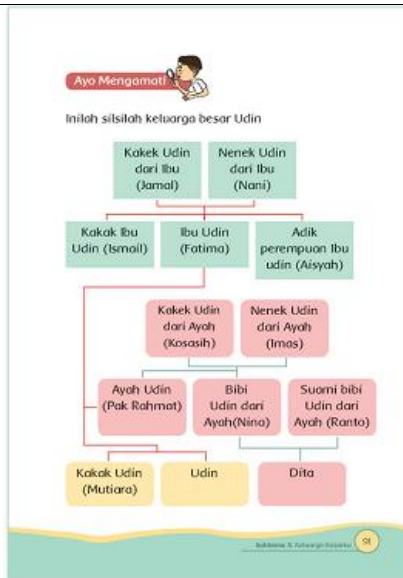 Ayo Mengamati
Inilah silsilah keluarga besar Udin
Kakek Udin
dari Ibu
(Jamal)
Nenek Udin
dari Ibu
(Nani)
Kakak Ibu
Udin (Ismail)
Ibu Udin
(Fatima)
Adik
perempuan Ibu
udin (Aisyah)
Kakek Udin
dari Ayah
(Kosasih)
Nenek Udin
dari Ayah
(Imas)
Ayah Udin
(Pak Rahmat)
Bibi
Udin dari
Ayah(Nina)
Suami bibi
Udin dari
Ayah (Ranto)
Kakak Udin
(Mutiara)
Udin
Dita
91